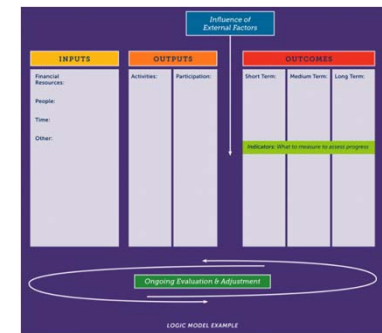 Influence of
External Factors
INPUTS
OUTPUTS
OUTCOMES
Financial
Resources:
People:
Time:
Other:
Activities:
Participation:
Short Term:
Medium Term:
Long Term:
Indicators: What to measure to assess progress
Ongoing Evaluation & Adjustment
LOGIC MODEL EXAMPLE